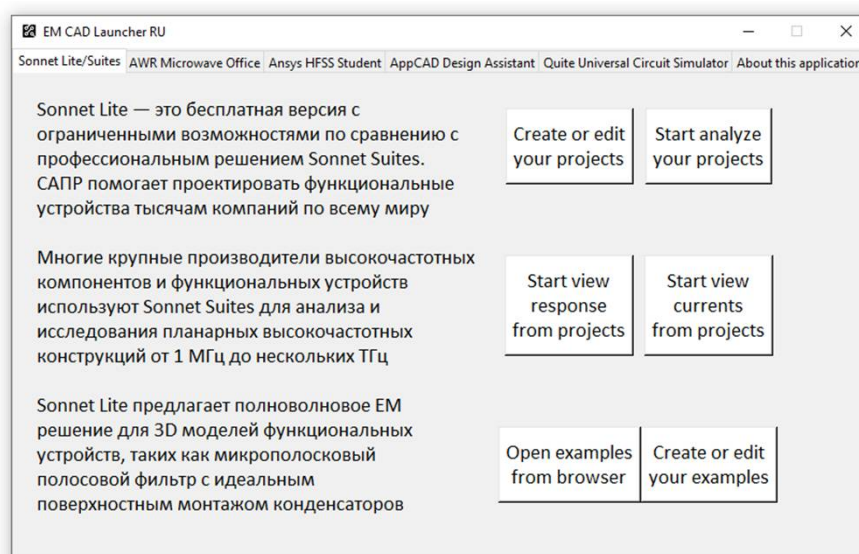 EM CAD Launcher RU
Sonnet Lite/Suites AWR Microwave Office Ansys HFSS Student AppCAD Design Assistant Quite Universal Circuit Simulator About this application
Sonnet Lite — это бесплатная версия с
ограниченными возможностями по сравнению с
профессиональным решением Sonnet Suites.
САПР помогает проектировать функциональные
устройства тысячам компаний по всему миру
Create or edit
your projects
Start analyze
your projects
Многие крупные производители высокочастотных
компонентов и функциональных устройств
используют Sonnet Suites для анализа и
исследования планарных высокочастотных
конструкций от 1 МГц до нескольких ТГц
Start view
response
from projects
Start view
currents
from projects
Sonnet Lite предлагает полноволновое ЕМ
решение для 3D моделей функциональных
устройств, таких как микрополосковый
полосовой фильтр с идеальным
поверхностным монтажом конденсаторов
Open examples
from browser
Create or edit
your examples